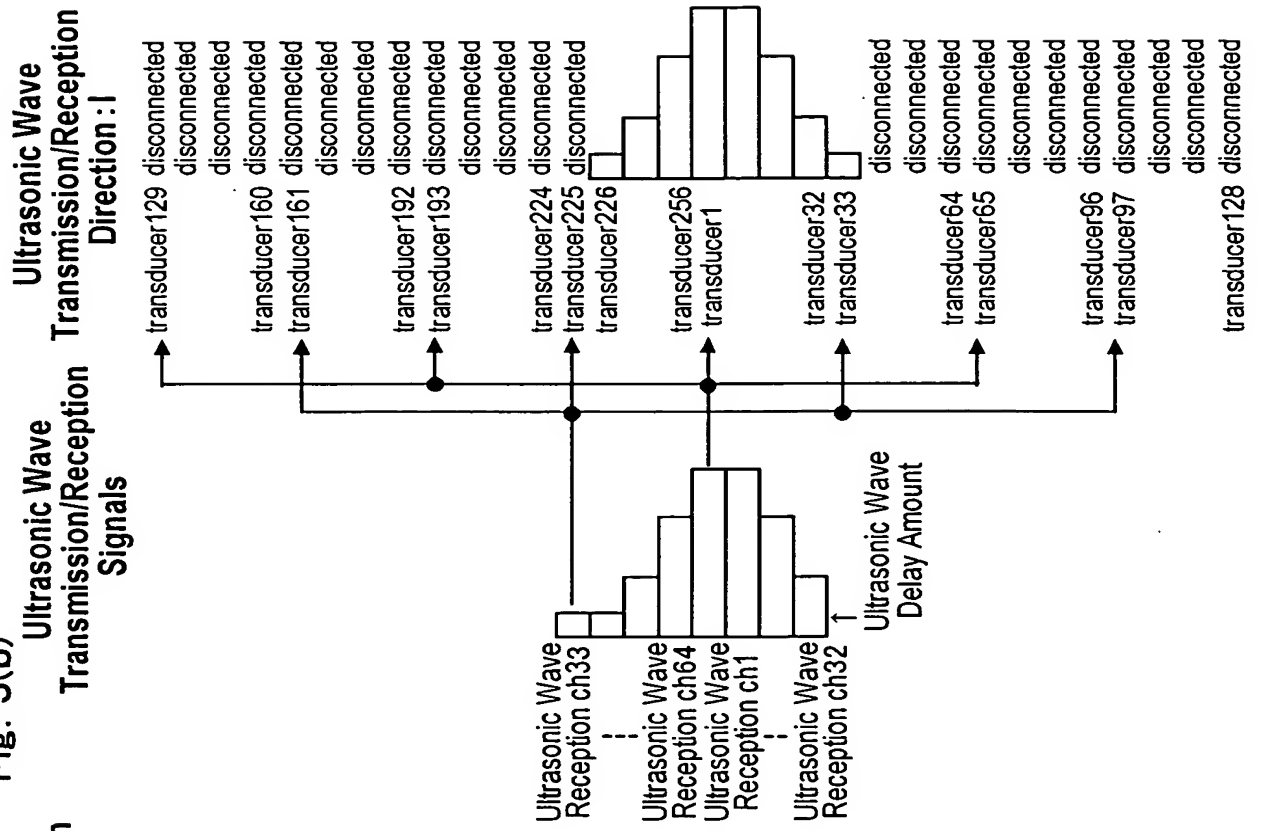 Fig. 5(b)
Ultrasonic Wave
Transmission/Reception
Signals
Ultrasonic Wave
Transmission/Reception
Direction : I
Ultrasonic Wave
Reception ch33
Ultrasonic Wave
Reception ch64
Ultrasonic Wave
Reception ch1
Ultrasonic Wave
Reception ch32
Ultrasonic Wave
Delay Amount
transducer129 disconnected
disconnected
disconnected
transducer160 disconnected
transducer161 disconnected
disconnected
disconnected
transducer192 disconnected
transducer193 disconnected
disconnected
disconnected
transducer224 disconnected
transducer225 disconnected
transducer226
transducer256
transducer1
transducer32
transducer33
disconnected
disconnected
transducer64 disconnected
transducer65 disconnected
disconnected
disconnected
transducer96 disconnected
transducer97 disconnected
disconnected
disconnected
transducer128 disconnected